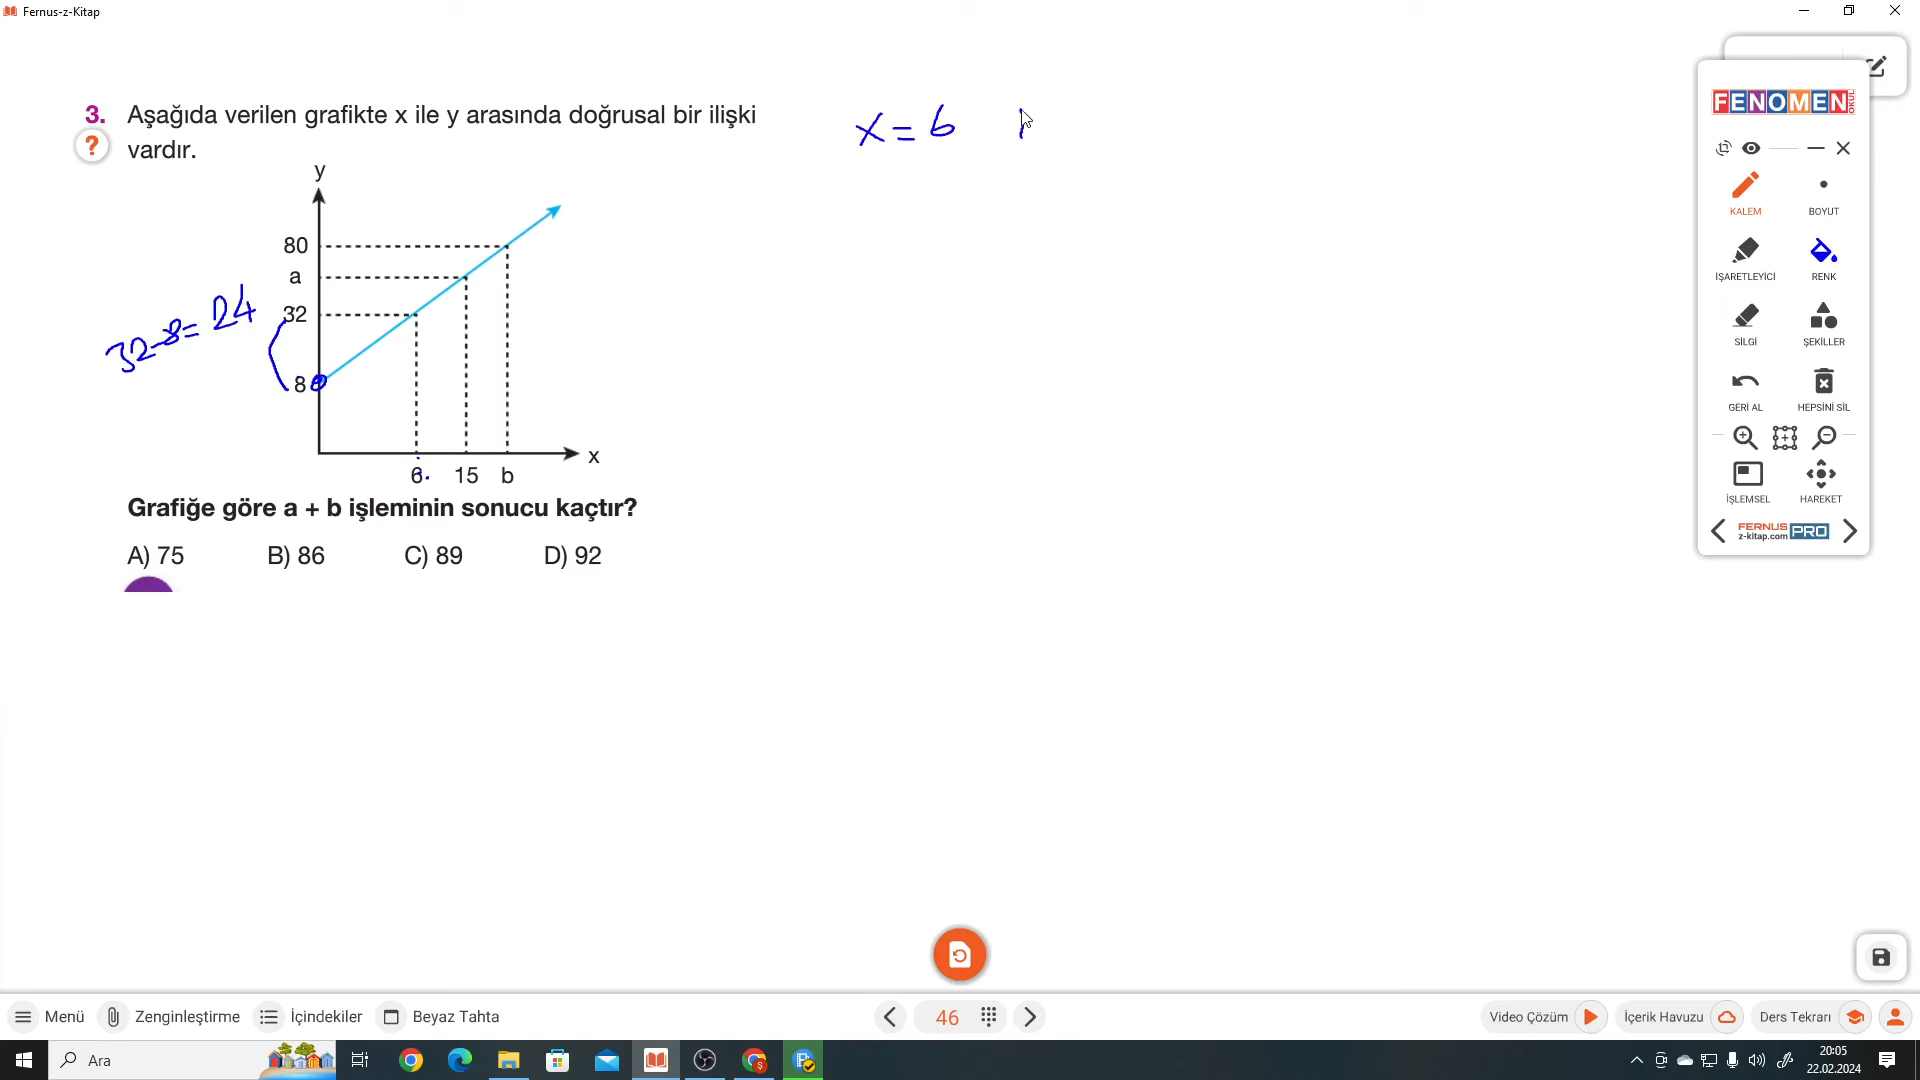 Fernus-z-Kitap
3. Aşağıda verilen grafikte x ile y arasında doğrusal bir ilişki
? vardır.
x = 6
y
80
a
32
8
32-8= 24
6 15 b
x
Grafiğe göre a + b işleminin sonucu kaçtır?
A) 75 B) 86 C) 89 D) 92
FENOMEN OKUL
KALEM BOYUT
İŞARETLEYİCİ RENK
SİLGİ ŞEKİLLER
GERİ AL HEPSİNİ SİL
İŞLEMSEL HAREKET
FERNUS PRO
z-kitap.com
Menü Zenginleştirme İçindekiler Beyaz Tahta 46 Video Çözüm İçerik Havuzu Ders Tekrarı
Ara
20:05
22.02.2024